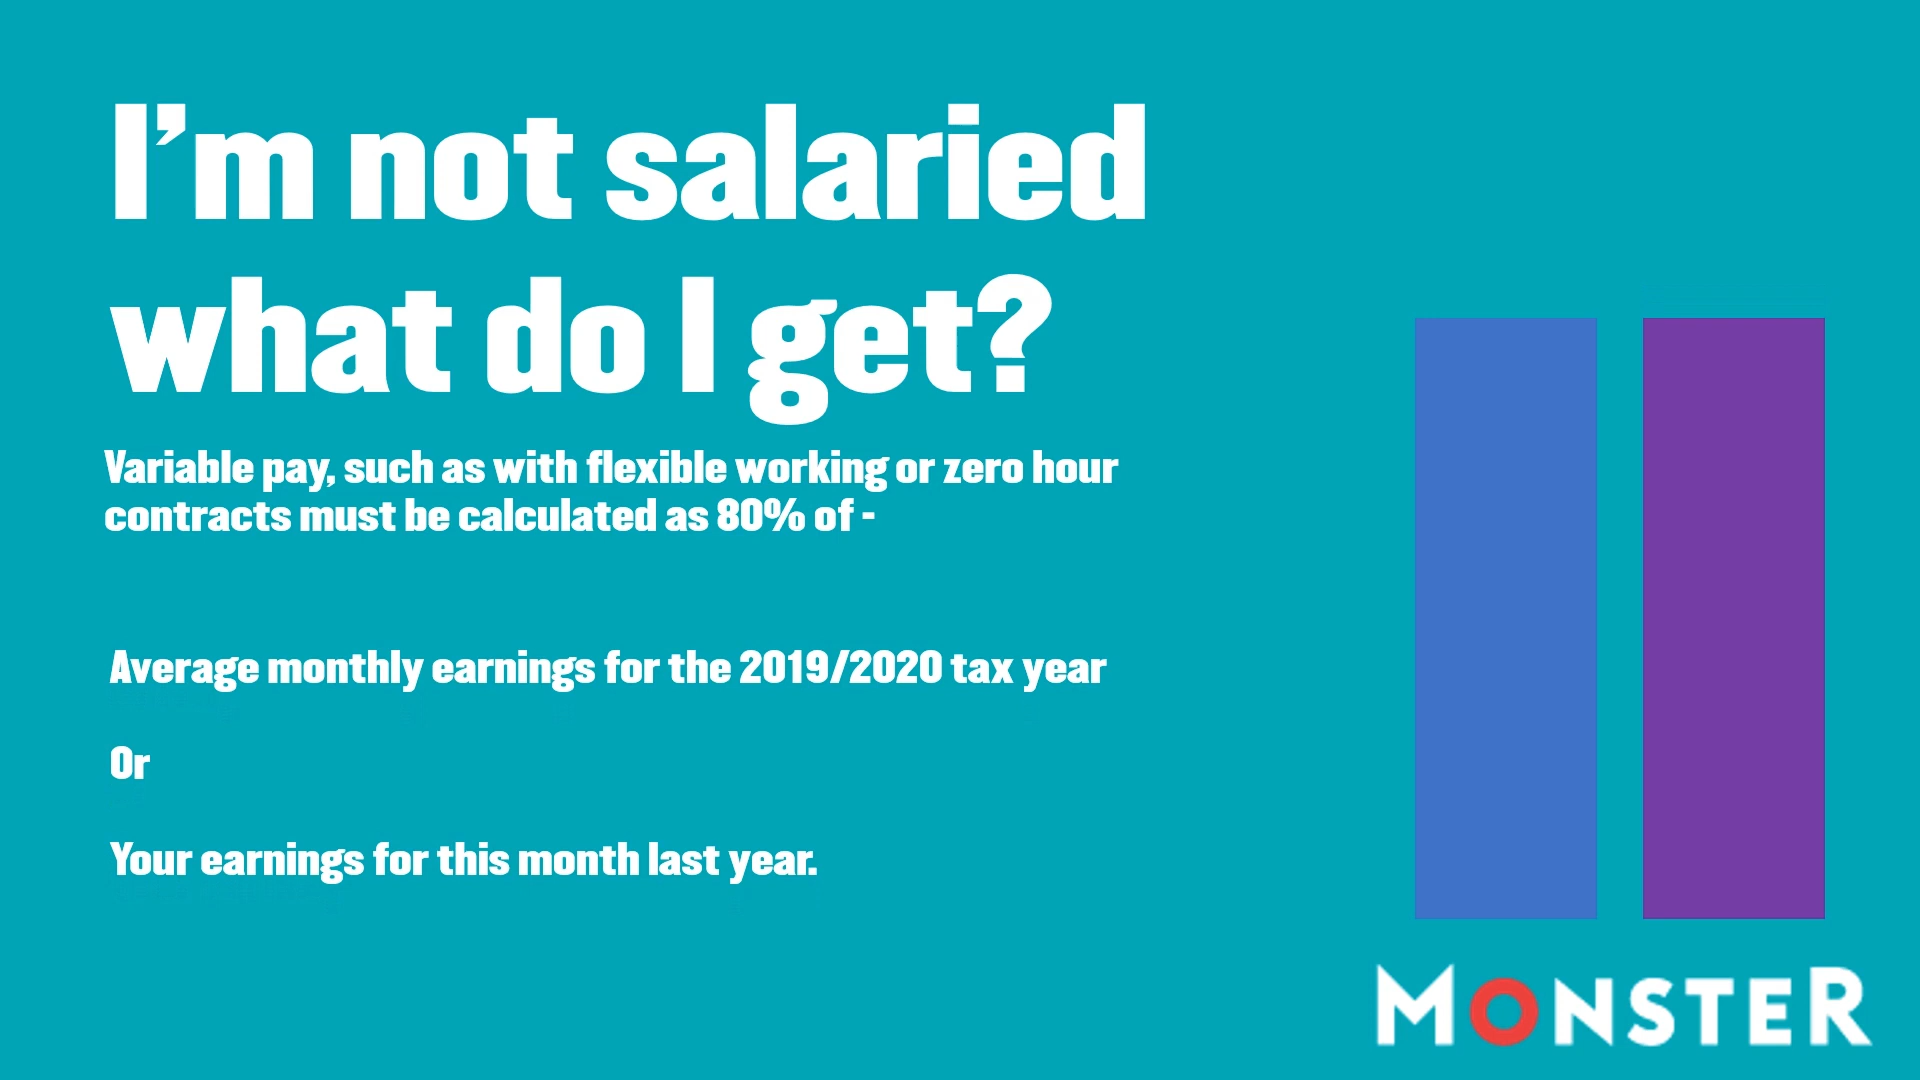 I’m not salaried
what do I get?
Variable pay, such as with flexible working or zero hour
contracts must be calculated as 80% of -
Average monthly earnings for the 2019/2020 tax year
Or
Your earnings for this month last year.
MONSTER